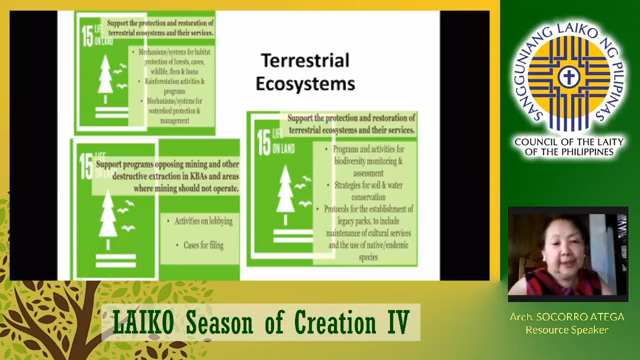 15 LIFE ON LAND
Support the protection and restoration of
terrestrial ecosystems and their services.
• Mechanisms/systems for habitat
protection of forests, caves,
wildlife, flora & fauna
• Rainforestation activities &
programs
• Mechanisms/systems for
watershed protection &
management
Terrestrial
Ecosystems
15 LIFE ON LAND
Support programs opposing mining and other
destructive extraction in KBAs and areas
where mining should not operate.
• Activities on lobbying
• Cases for filing
15 LIFE ON LAND
Support the protection and restoration of
terrestrial ecosystems and their services.
• Programs and activities for
biodiversity monitoring &
assessment
• Strategies for soil & water
conservation
• Protocols for the establishment of
legacy parks, to include
maintenance of cultural services
and the use of native/endemic
species
SANGGUNIANG LAIKO NG PILIPINAS
COUNCIL OF THE LAITY
OF THE PHILIPPINES
Arch. SOCORRO ATEGA
Resource Speaker
LAIKO Season of Creation IV